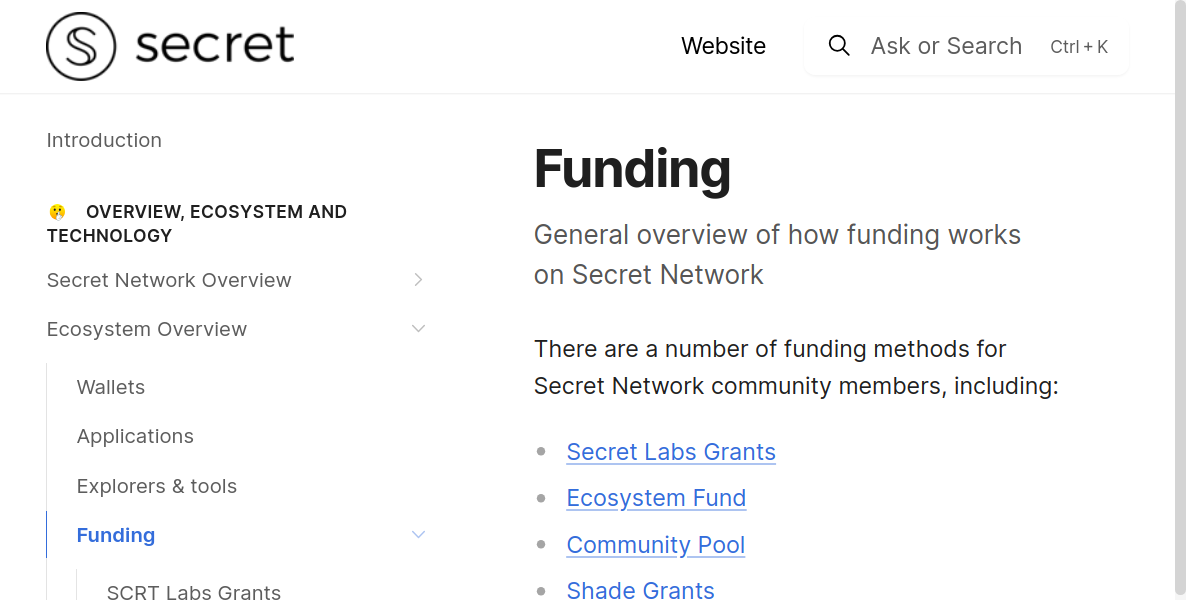 secret
Website
Ask or Search Ctrl + K
Introduction
OVERVIEW, ECOSYSTEM AND
TECHNOLOGY
Secret Network Overview
Ecosystem Overview
Wallets
Applications
Explorers & tools
Funding
SCRT Labs Grants
Funding
General overview of how funding works
on Secret Network
There are a number of funding methods for
Secret Network community members, including:
Secret Labs Grants
Ecosystem Fund
Community Pool
Shade Grants